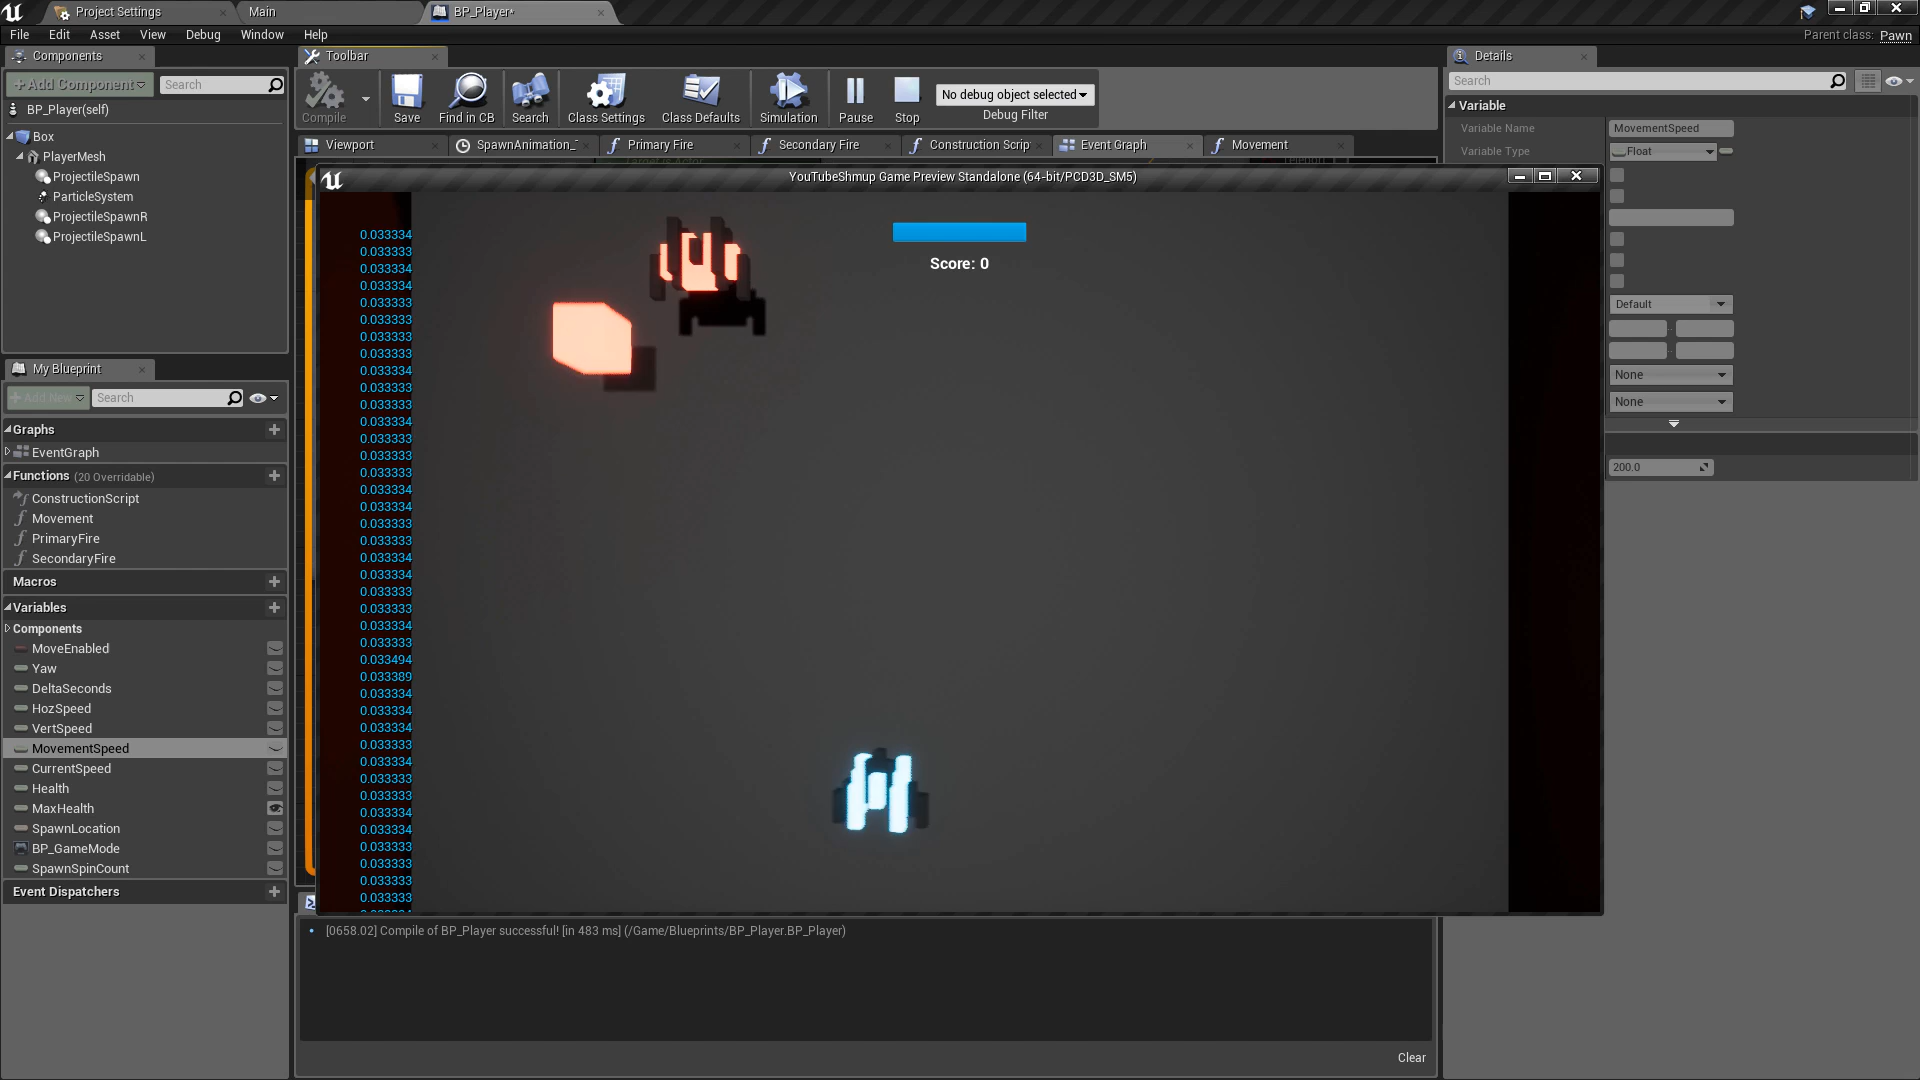 Project Settings
Main
BP_Player*
File Edit Asset View Debug Window Help
Parent class: Pawn
Components
Toolbar
Details
+Add Component
Search
Compile
Save
Find in CB
Search
Class Settings
Class Defaults
Simulation
Pause
Stop
No debug object selected
Debug Filter
Search
BP_Player(self)
Variable
Box
Variable Name
MovementSpeed
Viewport
SpawnAnimation_
Primary Fire
Secondary Fire
Construction Scrip
Event Graph
Movement
Variable Type
Float
PlayerMesh
Target is Actor
ProjectileSpawn
YouTubeShmup Game Preview Standalone (64-bit/PCD3D_SM5)
ParticleSystem
ProjectileSpawnR
ProjectileSpawnL
0.033334
0.033333
0.033334
0.033334
0.033333
0.033333
0.033333
0.033333
0.033334
0.033333
0.033333
0.033334
0.033333
0.033333
0.033333
0.033334
0.033334
0.033333
0.033333
0.033334
0.033334
0.033333
0.033333
0.033334
0.033333
0.033494
0.033389
0.033334
0.033334
0.033334
0.033333
0.033334
0.033333
0.033333
0.033334
0.033334
0.033333
0.033333
0.033333
0.033333
Score: 0
Default
None
None
200.0
My Blueprint
+Add New
Search
Graphs
EventGraph
Functions (20 Overridable)
ConstructionScript
Movement
PrimaryFire
SecondaryFire
Macros
Variables
Components
MoveEnabled
Yaw
DeltaSeconds
HozSpeed
VertSpeed
MovementSpeed
CurrentSpeed
Health
MaxHealth
SpawnLocation
BP_GameMode
SpawnSpinCount
Event Dispatchers
[0658.02] Compile of BP_Player successful! [in 483 ms] (/Game/Blueprints/BP_Player.BP_Player)
Clear